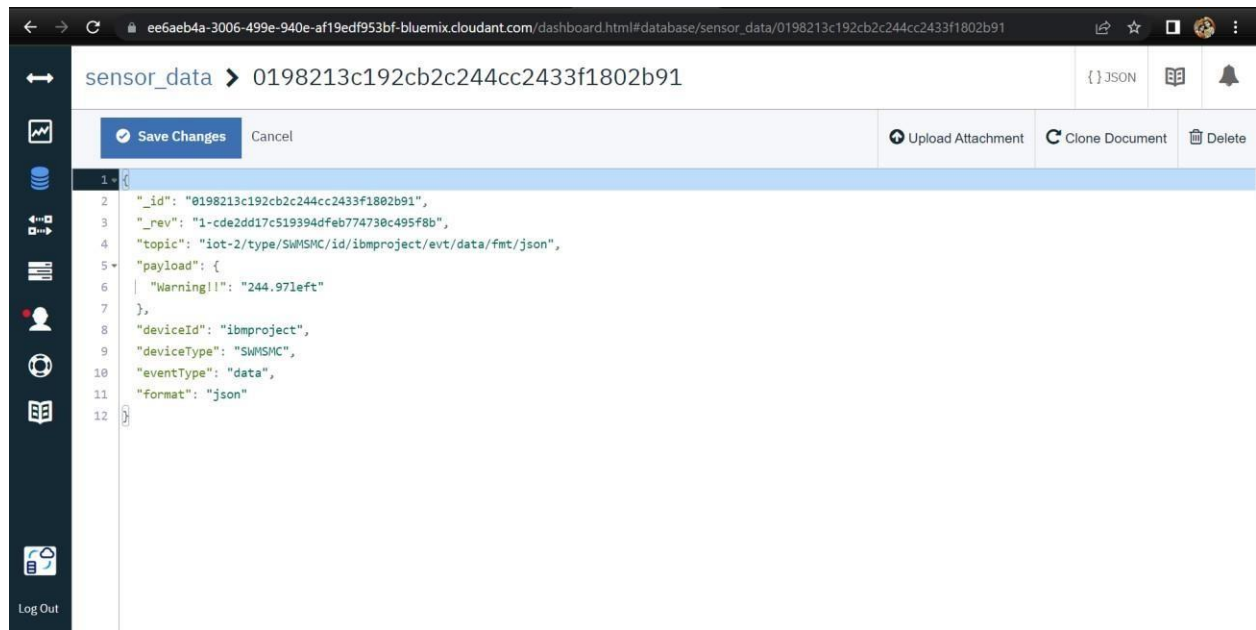 ee6aeb4a-3006-499e-940e-af19edf953bf-bluemix.cloudant.com/dashboard.html#database/sensor_data/0198213c192cb2c244cc2433f1802b91
sensor_data > 0198213c192cb2c244cc2433f1802b91
{ } JSON
Save Changes Cancel Upload Attachment Clone Document Delete
1 {
2 "_id": "0198213c192cb2c244cc2433f1802b91",
3 "_rev": "1-cde2dd17c519394dfeb774730c495f8b",
4 "topic": "iot-2/type/SWMSMC/id/ibmproject/evt/data/fmt/json",
5 "payload": {
6 "Warning!!": "244.97left"
7 },
8 "deviceId": "ibmproject",
9 "deviceType": "SWMSMC",
10 "eventType": "data",
11 "format": "json"
12 }
Log Out